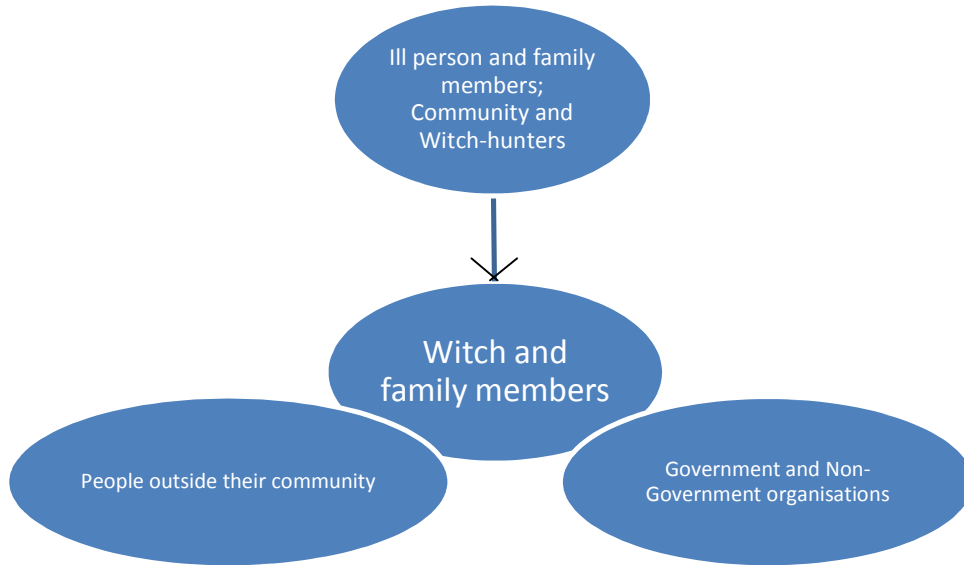 Ill person and family
members;
Community and
Witch-hunters
Witch and
family members
People outside their community
Government and Non-
Government organisations